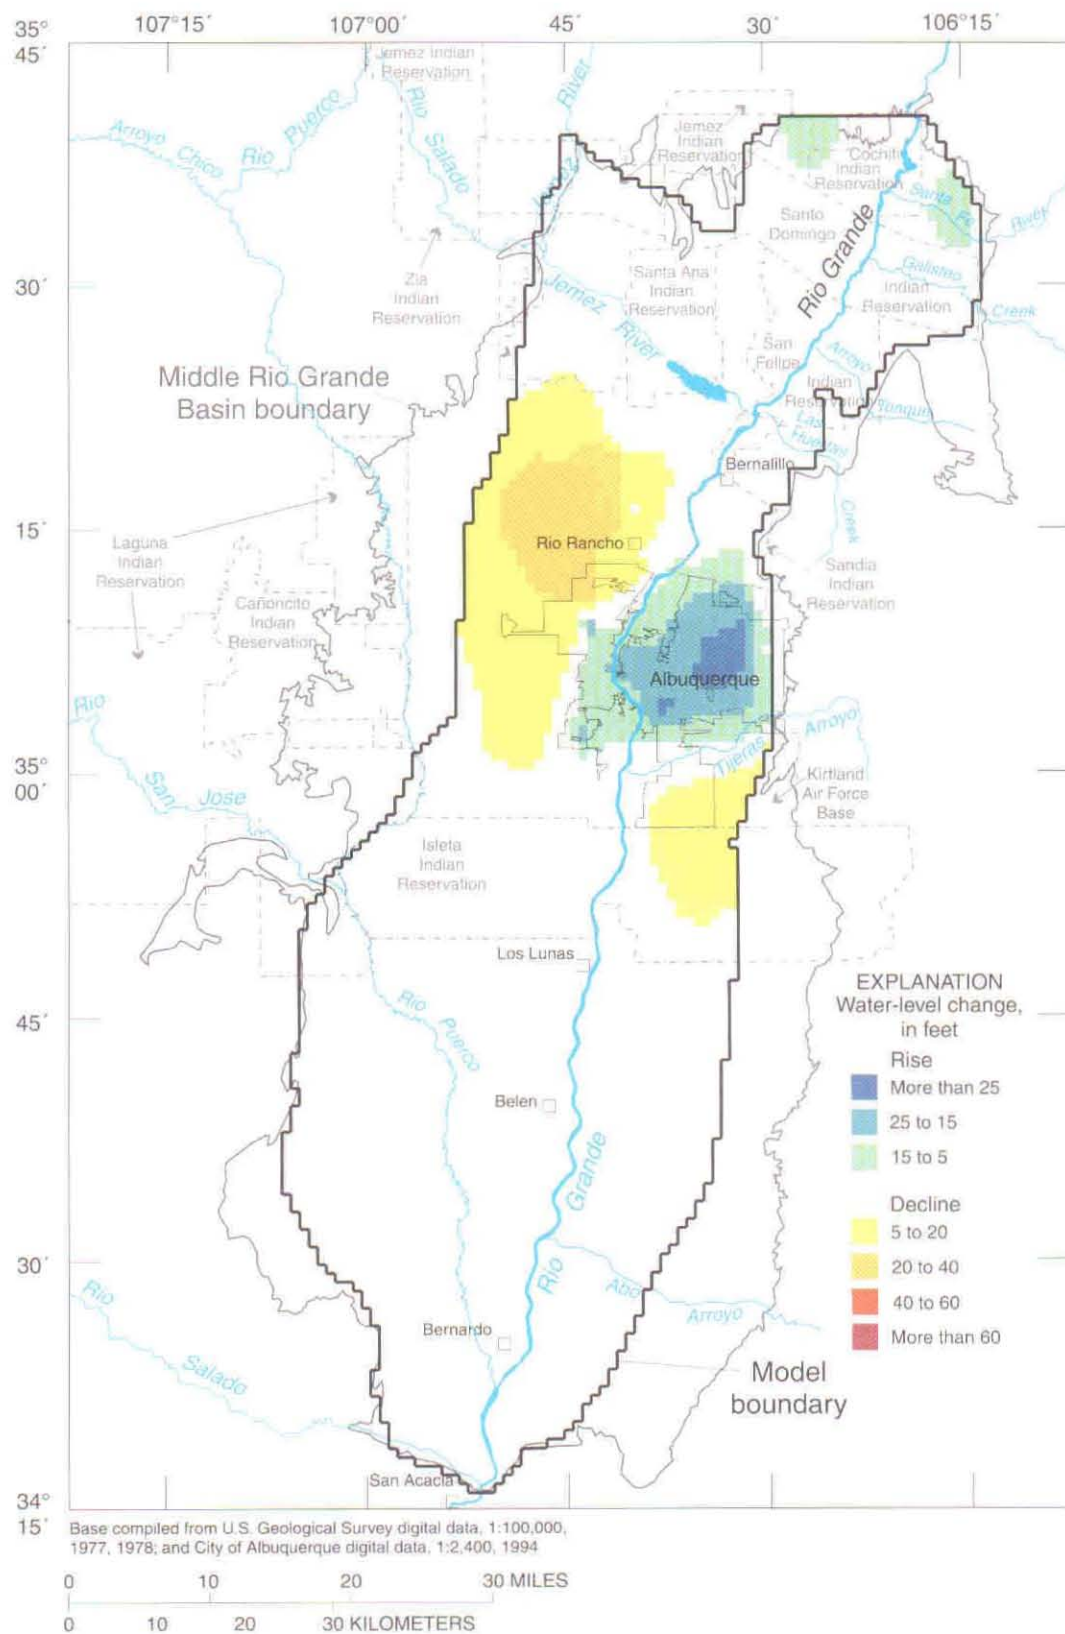 35°
45´
107°15´
107°00´
45´
30´
106°15´
Jemez Indian
Reservation
River
Rio
Salado
Arroyo
Chico
Rio
Puerco
Jemez
Jemez
Indian
Reservation
Cochiti
Indian
Reservation
Santa Fe
River
Santo
Domingo
Rio Grande
Galisteo
Creek
Indian
Reservation
30´
Zia
Indian
Reservation
Santa Ana
Indian
Reservation
Jemez
River
San
Felipe
Indian
Reservation
Arroyo
Tonque
Las
Huertas
Creek
Middle Rio Grande
Basin boundary
Bernalillo
15´
Rio Rancho
Laguna
Indian
Reservation
Cañoncito
Indian
Reservation
Sandia
Indian
Reservation
Albuquerque
Rio
San
Jose
Tijeras
Arroyo
35°
00´
Kirtland
Air Force
Base
Isleta
Indian
Reservation
Los Lunas
Rio
Puerco
45´
EXPLANATION
Water-level change,
in feet
Rise
More than 25
25 to 15
15 to 5
Decline
5 to 20
20 to 40
40 to 60
More than 60
Belen
Rio
Grande
30´
Abo
Arroyo
Rio
Salado
Bernardo
Model
boundary
San Acacia
34°
15´
Base compiled from U.S. Geological Survey digital data, 1:100,000,
1977, 1978; and City of Albuquerque digital data, 1:2,400, 1994
0 10 20 30 MILES
0 10 20 30 KILOMETERS